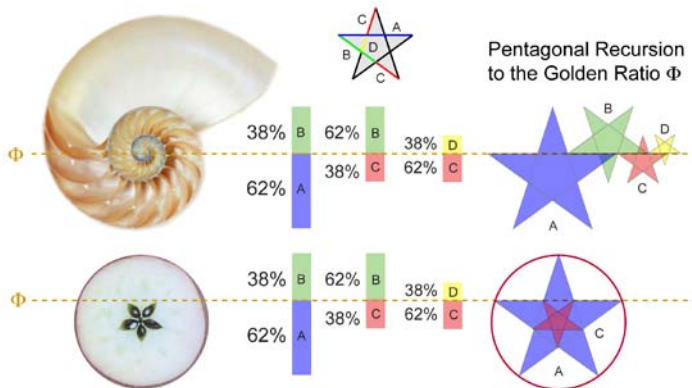 C
A
D
B
C
Pentagonal Recursion
to the Golden Ratio Φ
38% B 62% B 38% D
Φ
62% A 38% C 62% C
B
D
C
A
38% B 62% B 38% D
Φ
62% A 38% C 62% C
C
A